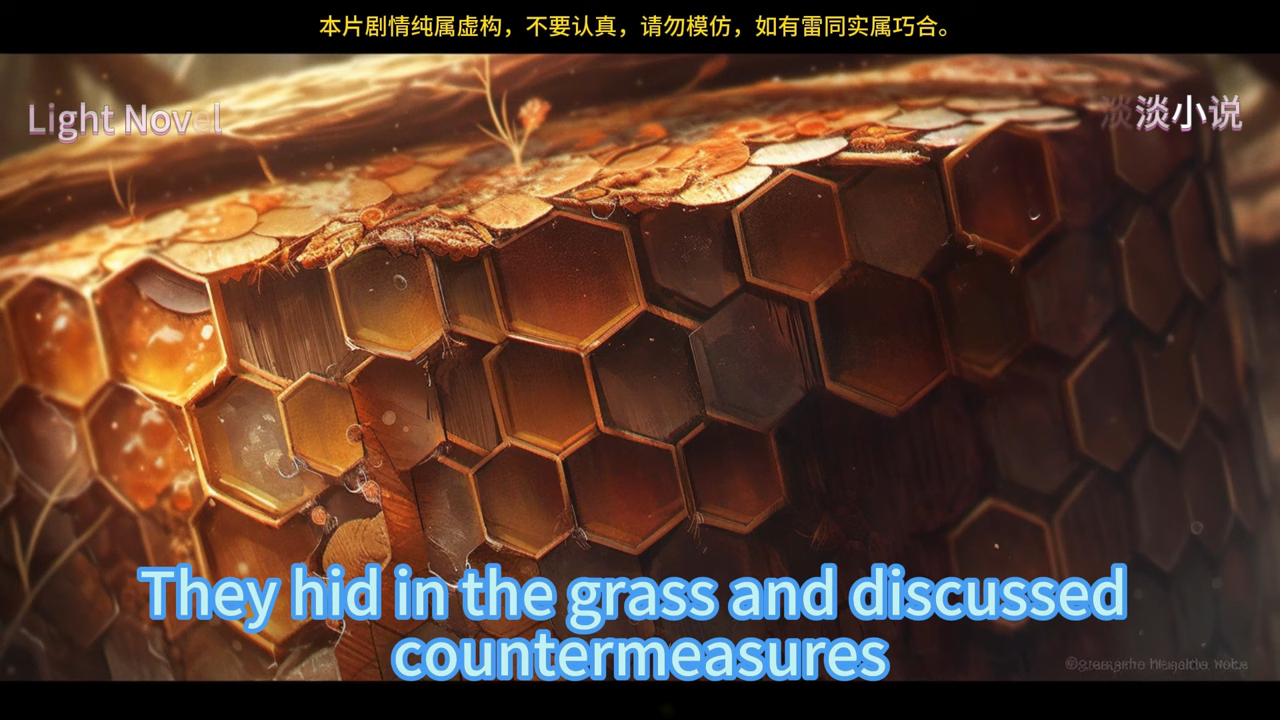 本片剧情纯属虚构，不要认真，请勿模仿，如有雷同实属巧合。
Light Novel
淡淡小说
They hid in the grass and discussed
countermeasures